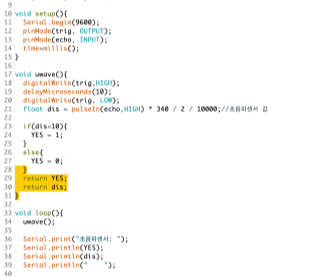 9
10 void setup(){
11 Serial.begin(9600);
12 pinMode(trig, OUTPUT);
13 pinMode(echo, INPUT);
14 time=millis();
15 }
16
17 void uwave(){
18 digitalWrite(trig,HIGH);
19 delayMicroseconds(10);
20 digitalWrite(trig, LOW);
21 float dis = pulseIn(echo,HIGH) * 340 / 2 / 10000;//초음파센서 값
22
23 if(dis<10){
24 YES = 1;
25 }
26 else{
27 YES = 0;
28 }
29 return YES;
30 return dis;
31 }
32
33 void loop(){
34 uwave();
35
36 Serial.print("초음파센서: ");
37 Serial.println(YES);
38 Serial.println(dis);
39 Serial.println(" ");
40